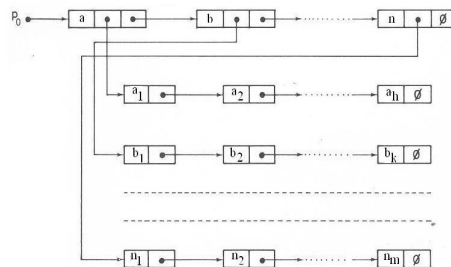 p₀ a b n ø
a₁ a₂ aₕ ø
b₁ b₂ bₖ ø
n₁ n₂ nₘ ø